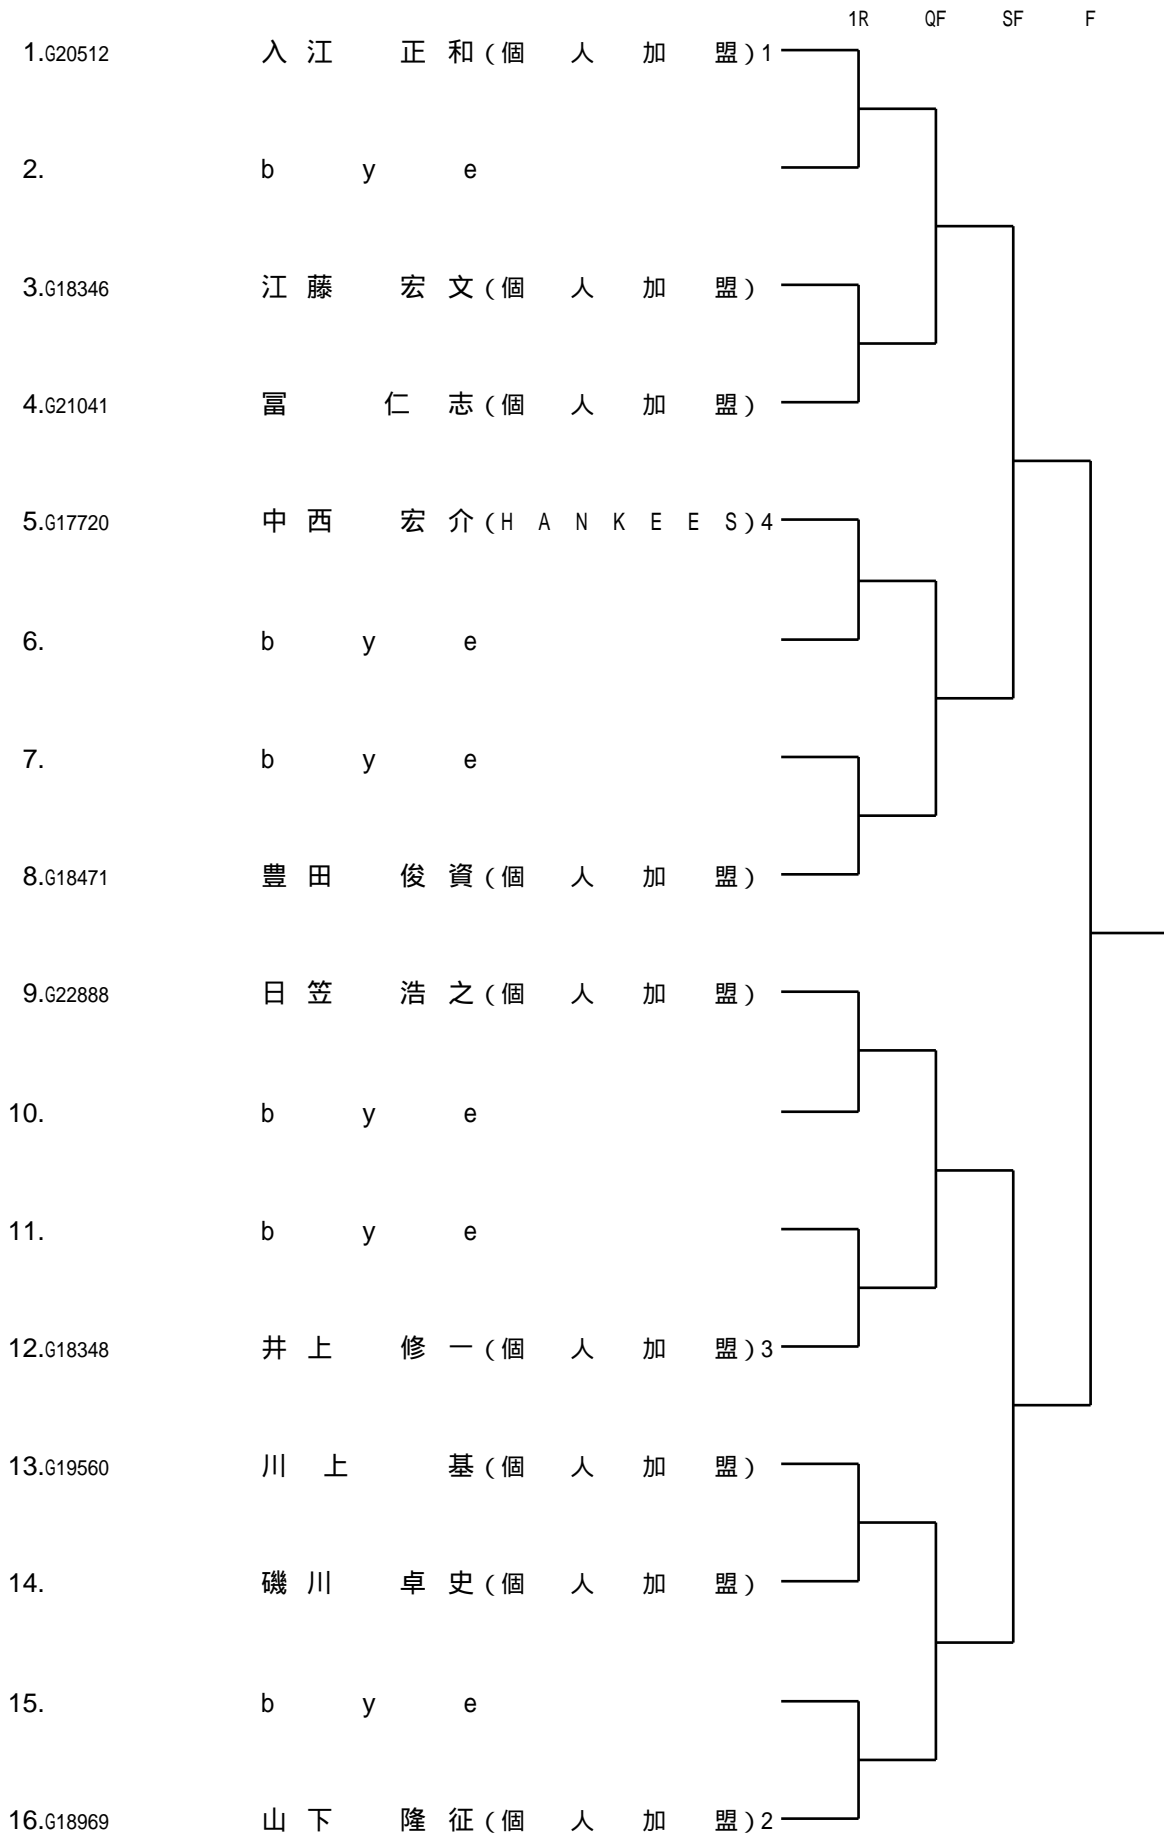 1R QF SF F
1.G20512 入江 正和(個人加盟)1
2. bye
3.G18346 江藤 宏文(個人加盟)
4.G21041 冨 仁志(個人加盟)
5.G17720 中西 宏介(HANKEES)4
6. bye
7. bye
8.G18471 豊田 俊資(個人加盟)
9.G22888 日笠 浩之(個人加盟)
10. bye
11. bye
12.G18348 井上 修一(個人加盟)3
13.G19560 川上 基(個人加盟)
14.磯川 卓史(個人加盟)
15. bye
16.G18969 山下 隆征(個人加盟)2